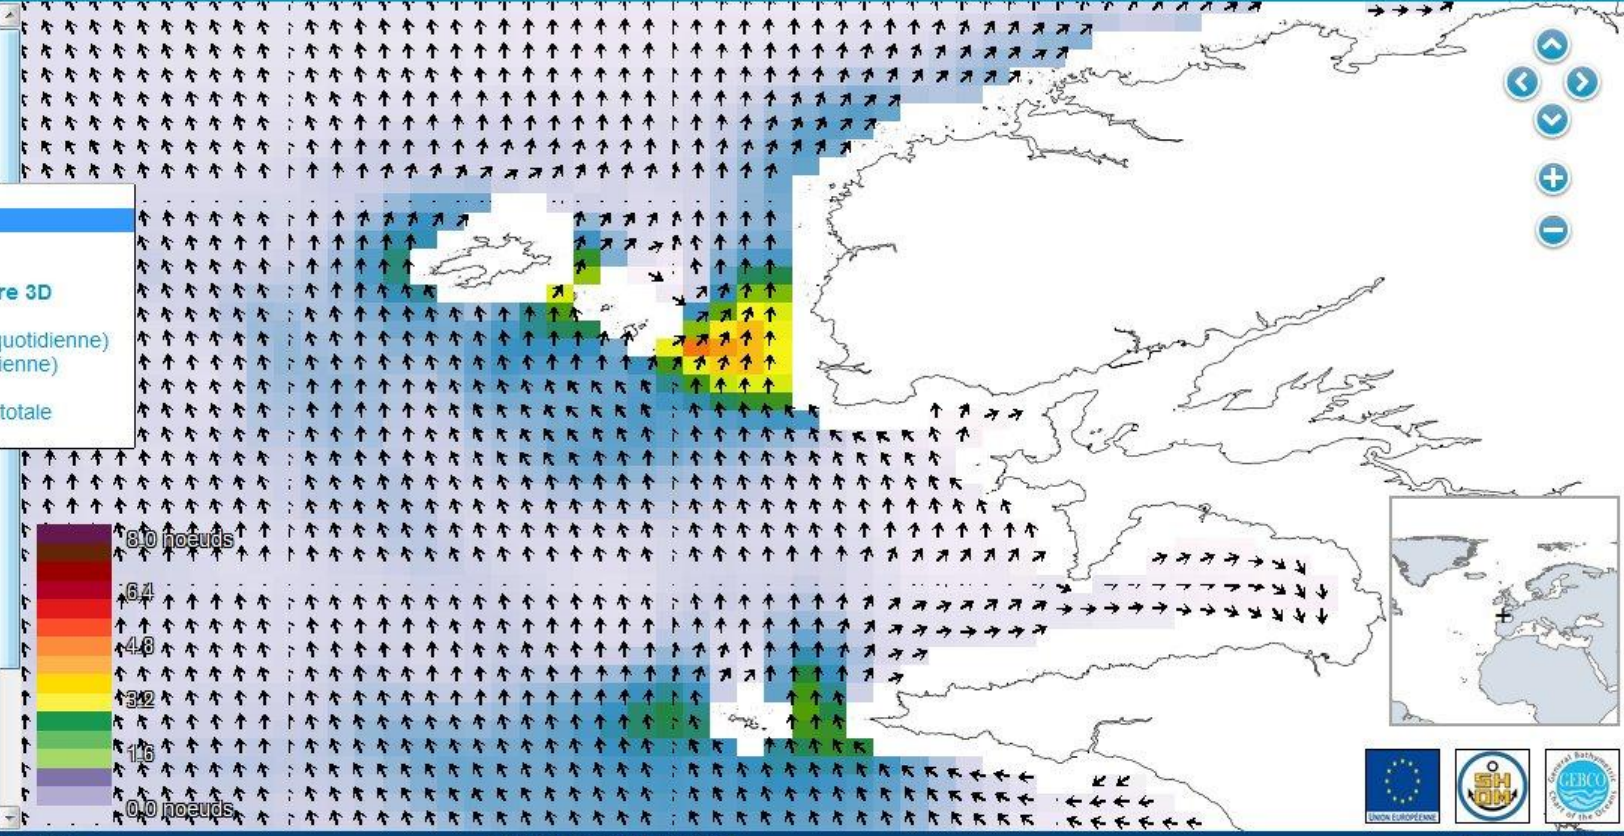 re 3D
quotidienne)
ienne)
totale
8.0 noeuds
6.4
4.8
3.2
1.6
0.0 noeuds
UNION EUROPÉENNE
SH
OM
General Bathymetric
GEBCO
Chart of the Oceans